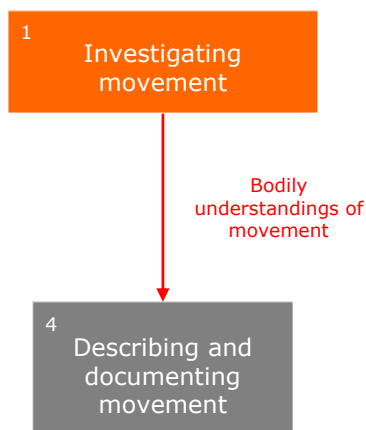 1
Investigating
movement
Bodily
understandings of
movement
4
Describing and
documenting
movement